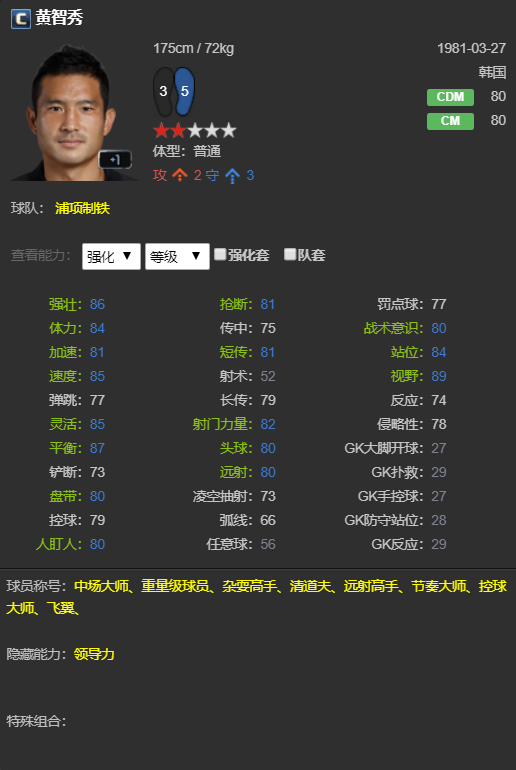 C 黄智秀
175cm / 72kg 1981-03-27
韩国
3 5 CDM 80
CM 80
+1
体型: 普通
攻 2 守 3
球队: 浦项制铁
查看能力: 强化 ▼ 等级 ▼ 强化套 队套
强壮: 86 抢断: 81 罚点球: 77
体力: 84 传中: 75 战术意识: 80
加速: 81 短传: 81 站位: 84
速度: 85 射术: 52 视野: 89
弹跳: 77 长传: 79 反应: 74
灵活: 85 射门力量: 82 侵略性: 78
平衡: 87 头球: 80 GK大脚开球: 27
铲断: 73 远射: 80 GK扑救: 29
盘带: 80 凌空抽射: 73 GK手控球: 27
控球: 79 弧线: 66 GK防守站位: 28
人盯人: 80 任意球: 56 GK反应: 29
球员称号: 中场大师、重量级球员、杂耍高手、清道夫、远射高手、节奏大师、控球
大师、飞翼、
隐藏能力: 领导力
特殊组合: